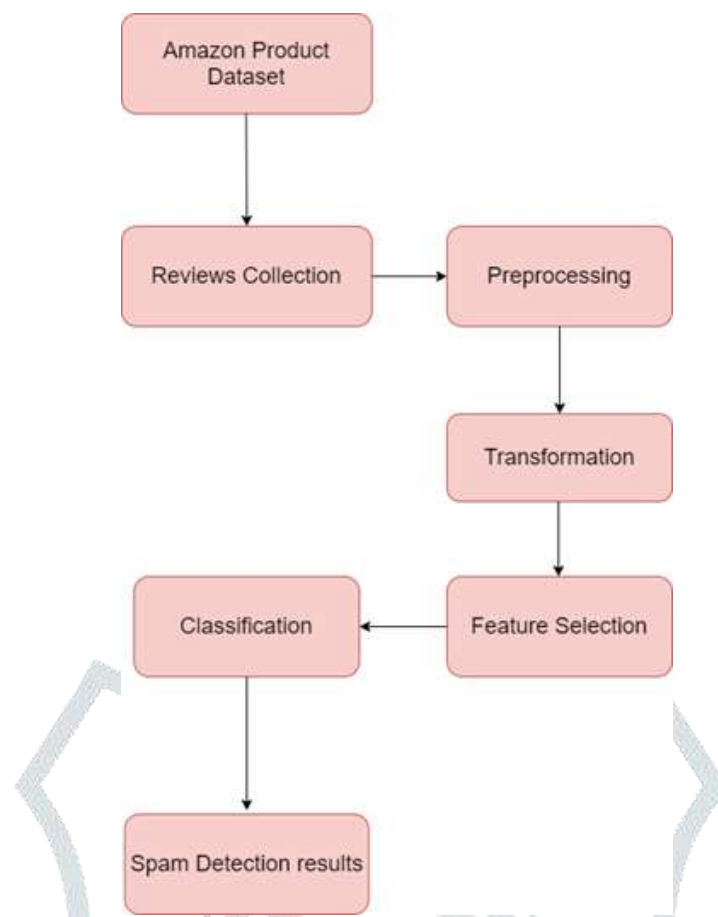 Amazon Product
Dataset
Reviews Collection
Preprocessing
Transformation
Feature Selection
Classification
Spam Detection results